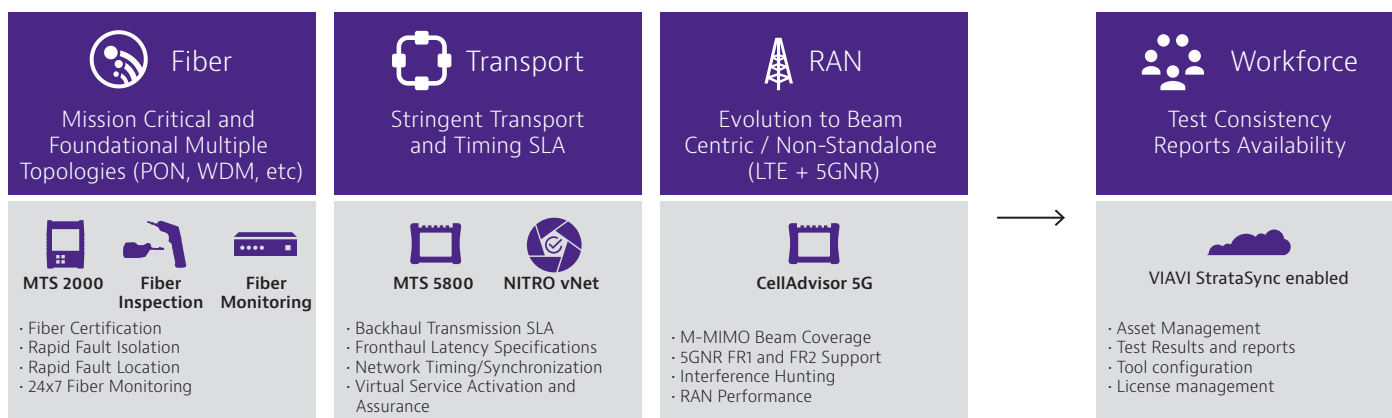 Fiber
Mission Critical and
Foundational Multiple
Topologies (PON, WDM, etc)
MTS 2000
Fiber
Inspection
Fiber
Monitoring
· Fiber Certification
· Rapid Fault Isolation
· Rapid Fault Location
· 24x7 Fiber Monitoring
Transport
Stringent Transport
and Timing SLA
MTS 5800
NITRO vNet
· Backhaul Transmission SLA
· Fronthaul Latency Specifications
· Network Timing/Synchronization
· Virtual Service Activation and
Assurance
RAN
Evolution to Beam
Centric / Non-Standalone
(LTE + 5GNR)
CellAdvisor 5G
· M-MIMO Beam Coverage
· 5GNR FR1 and FR2 Support
· Interference Hunting
· RAN Performance
Workforce
Test Consistency
Reports Availability
VIAVI StrataSync enabled
· Asset Management
· Test Results and reports
· Tool configuration
· License management